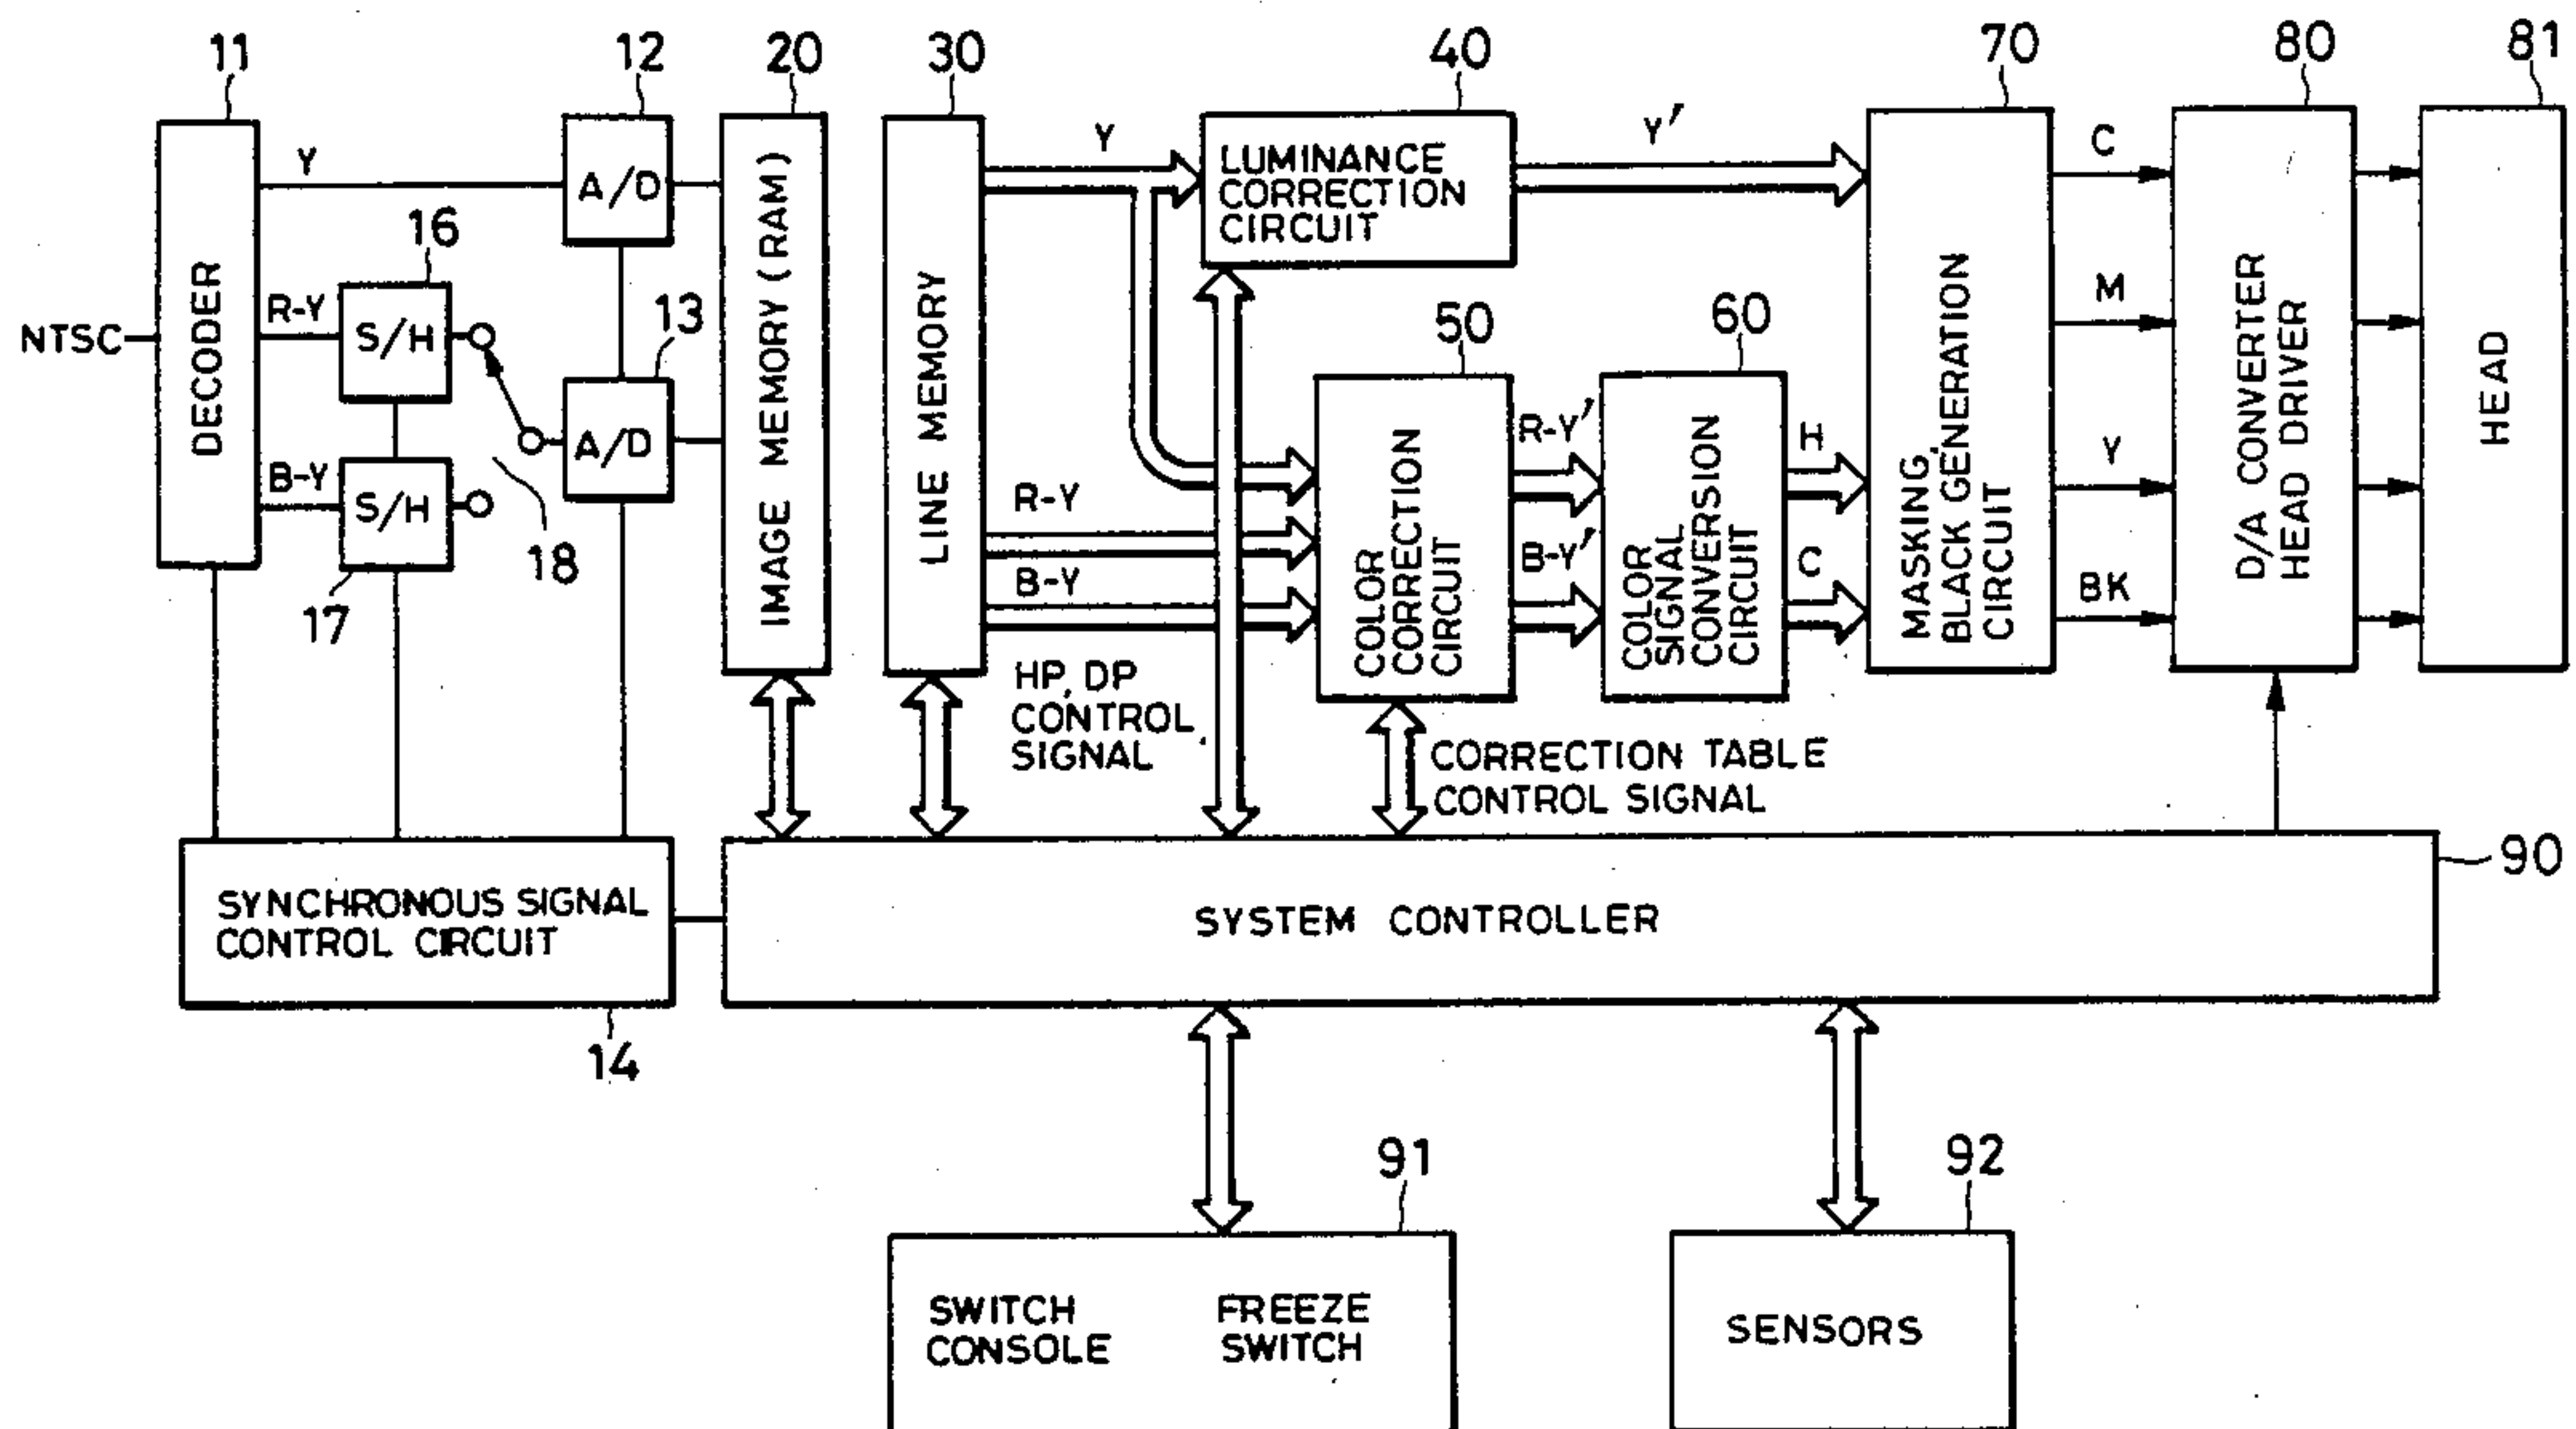 11
12
20
30
40
70
80
81
Y
A/D
Y
LUMINANCE
CORRECTION
CIRCUIT
Y'
C
16
R-Y
S/H
13
A/D
NTSC
DECODER
B-Y
S/H
17
18
IMAGE MEMORY (RAM)
LINE MEMORY
R-Y
B-Y
50
COLOR
CORRECTION
CIRCUIT
60
R-Y'
B-Y'
COLOR
SIGNAL
CONVERSION
CIRCUIT
I
C
MASKING,
BLACK GENERATION
CIRCUIT
M
Y
BK
D/A CONVERTER
HEAD DRIVER
HEAD
HP, DP
CONTROL
SIGNAL
CORRECTION TABLE
CONTROL SIGNAL
SYNCHRONOUS SIGNAL
CONTROL CIRCUIT
14
SYSTEM CONTROLLER
90
91
92
SWITCH
CONSOLE
FREEZE
SWITCH
SENSORS